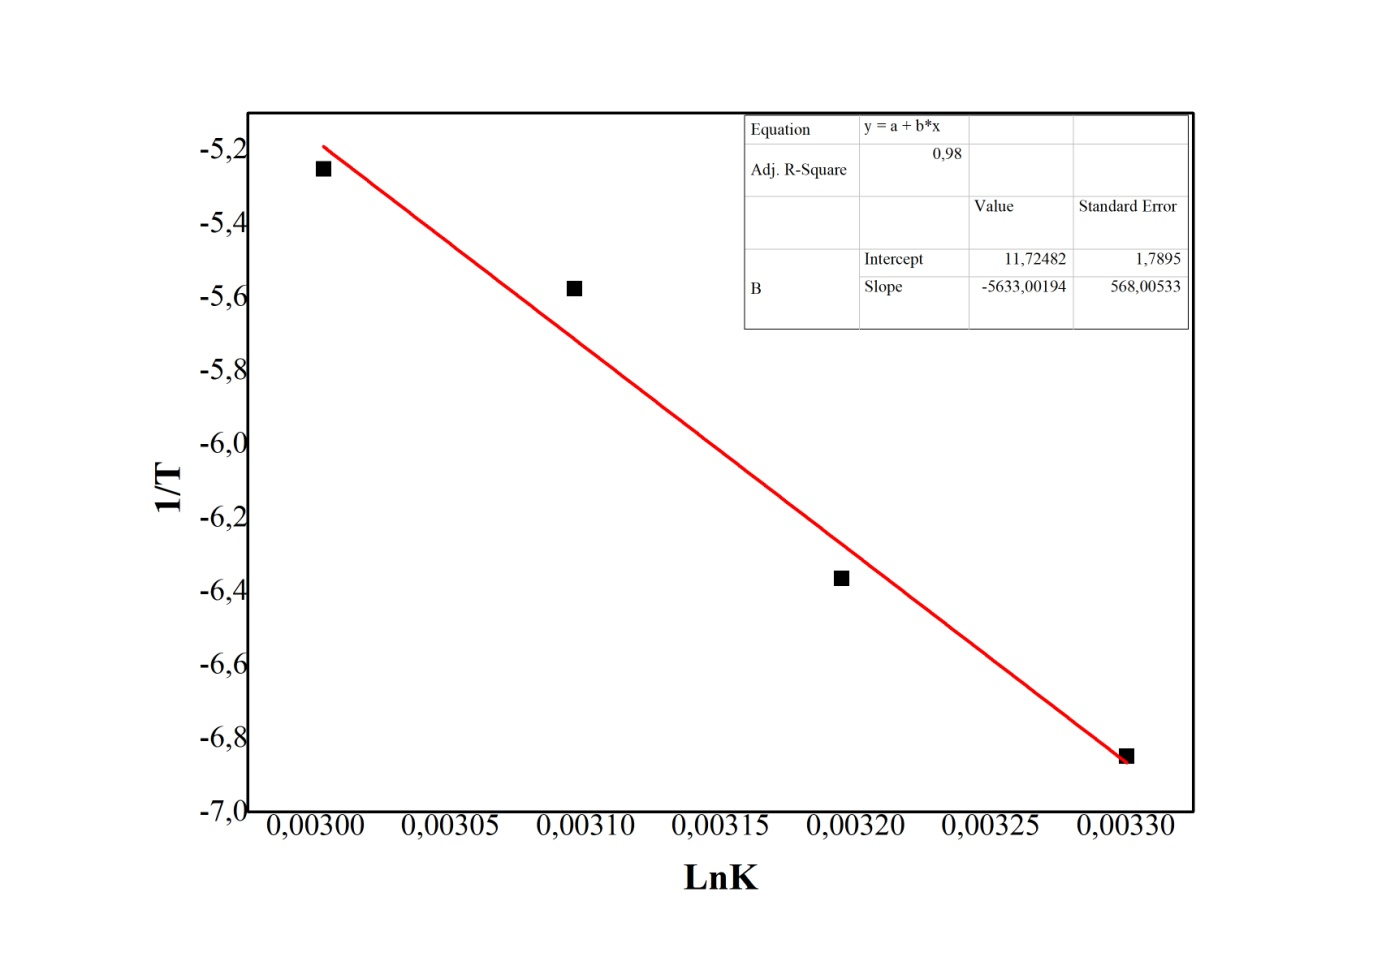 Equation y = a + b*x
Adj. R-Square 0,98
Value Standard Error
B Intercept 11,72482 1,7895
Slope -5633,00194 568,00533
-5,2
-5,4
-5,6
-5,8
-6,0
-6,2
-6,4
-6,6
-6,8
-7,0
1/T
0,00300 0,00305 0,00310 0,00315 0,00320 0,00325 0,00330
LnK